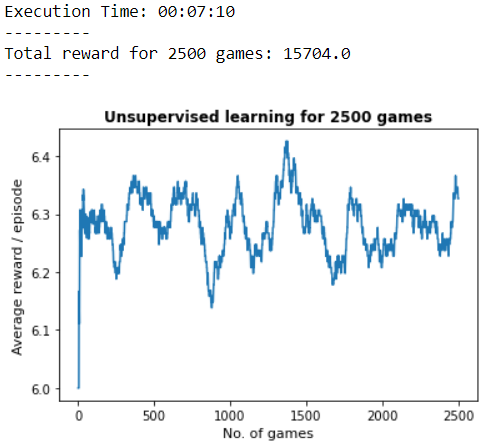 Execution Time: 00:07:10
---------
Total reward for 2500 games: 15704.0
---------
Unsupervised learning for 2500 games
Average reward / episode
6.4
6.3
6.2
6.1
6.0
0 500 1000 1500 2000 2500
No. of games